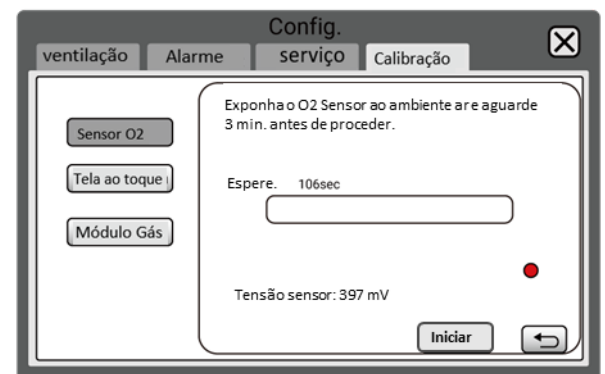 Config.
ventilação Alarme serviço Calibração
Sensor O2
Tela ao toque
Módulo Gás
Exponha o O2 Sensor ao ambiente ar e aguarde
3 min. antes de proceder.
Espere. 106sec
Tensão sensor: 397 mV
Iniciar